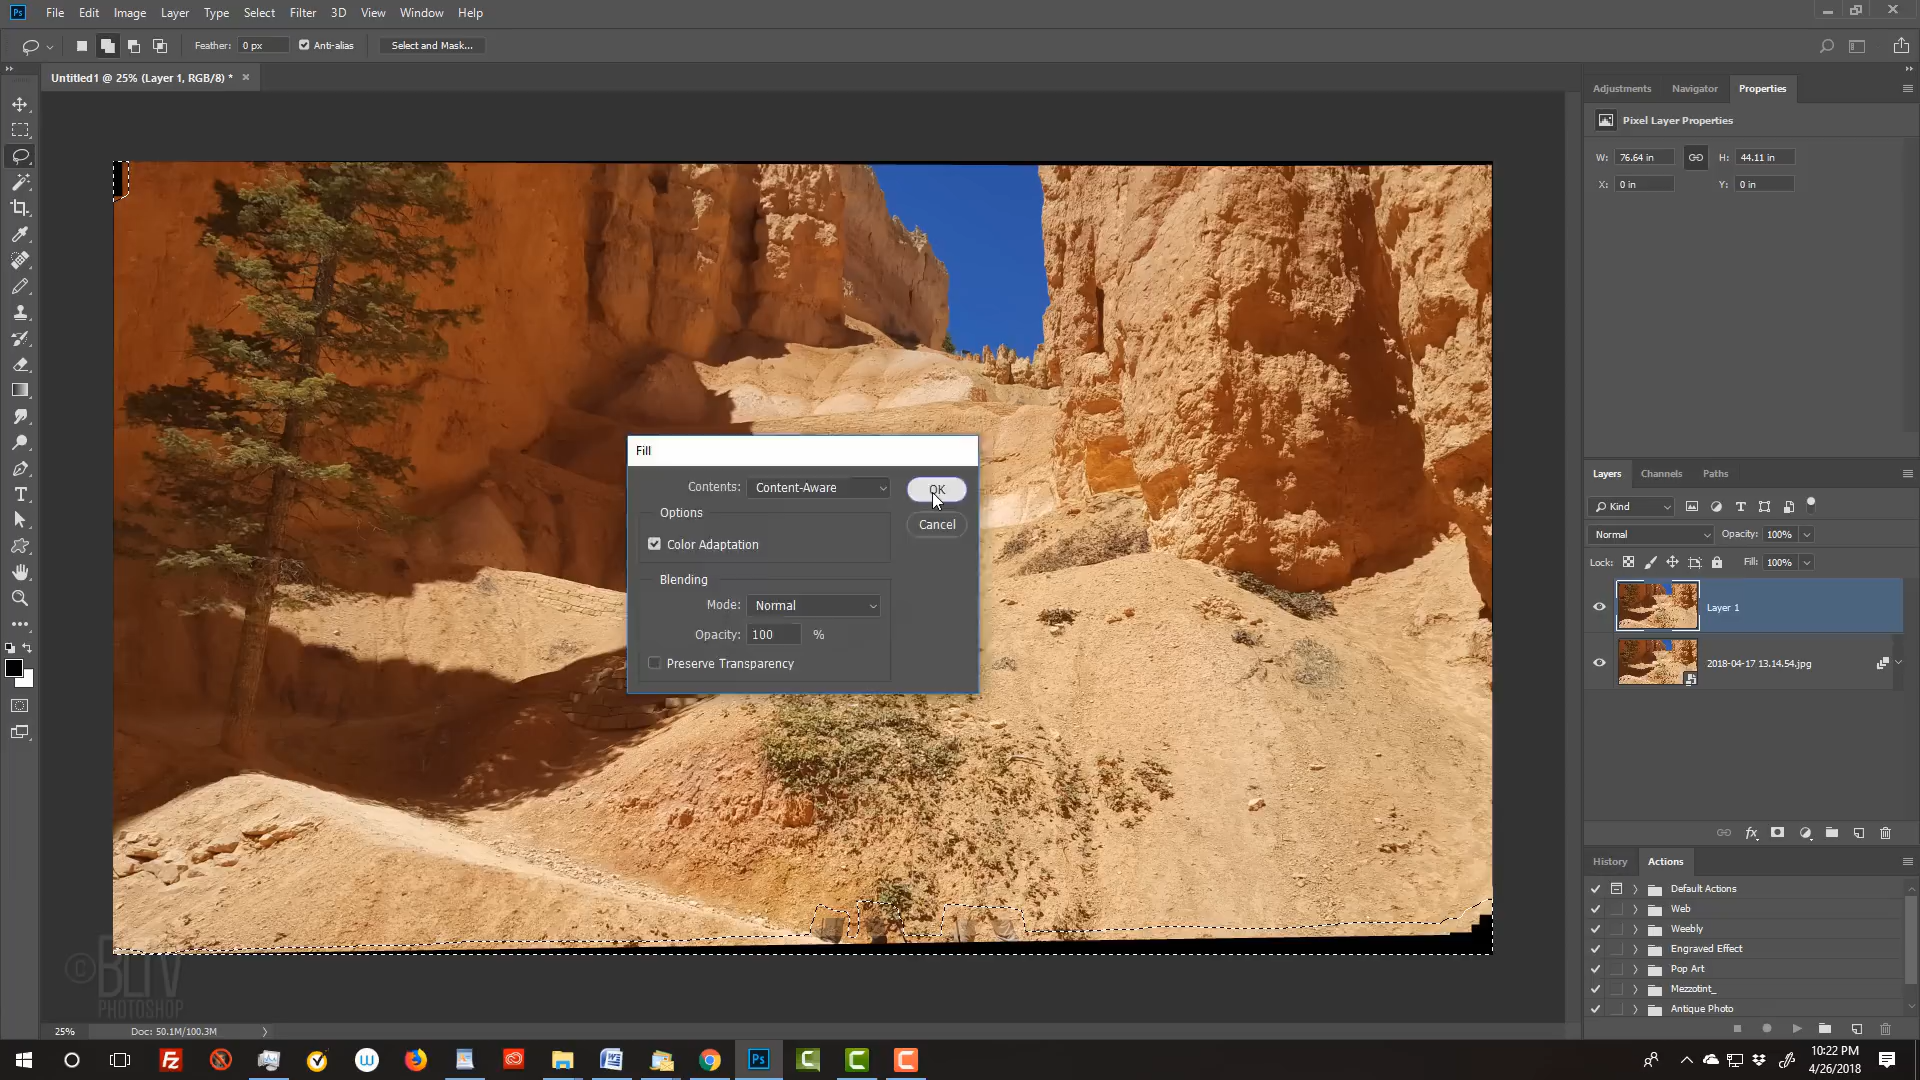 Ps File Edit Image Layer Type Select Filter 3D View Window Help
Feather: 0 px Anti-alias Select and Mask...
Untitled1 @ 25% (Layer 1, RGB/8) * ×
Adjustments Navigator Properties
Pixel Layer Properties
W: 76.64 in H: 44.11 in
X: 0 in Y: 0 in
Fill
Contents: Content-Aware OK
Options
Cancel
Color Adaptation
Blending
Mode: Normal
Opacity: 100 %
Preserve Transparency
Layers Channels Paths
Kind
Normal Opacity: 100%
Lock: Fill: 100%
Layer 1
2018-04-17 13.14.54.jpg
History Actions
Default Actions
Web
Weebly
Engraved Effect
Pop Art
Mezzotint_
Antique Photo
©BLTV
PHOTOSHOP
25% Doc: 50.1M/100.3M
10:22 PM
4/26/2018